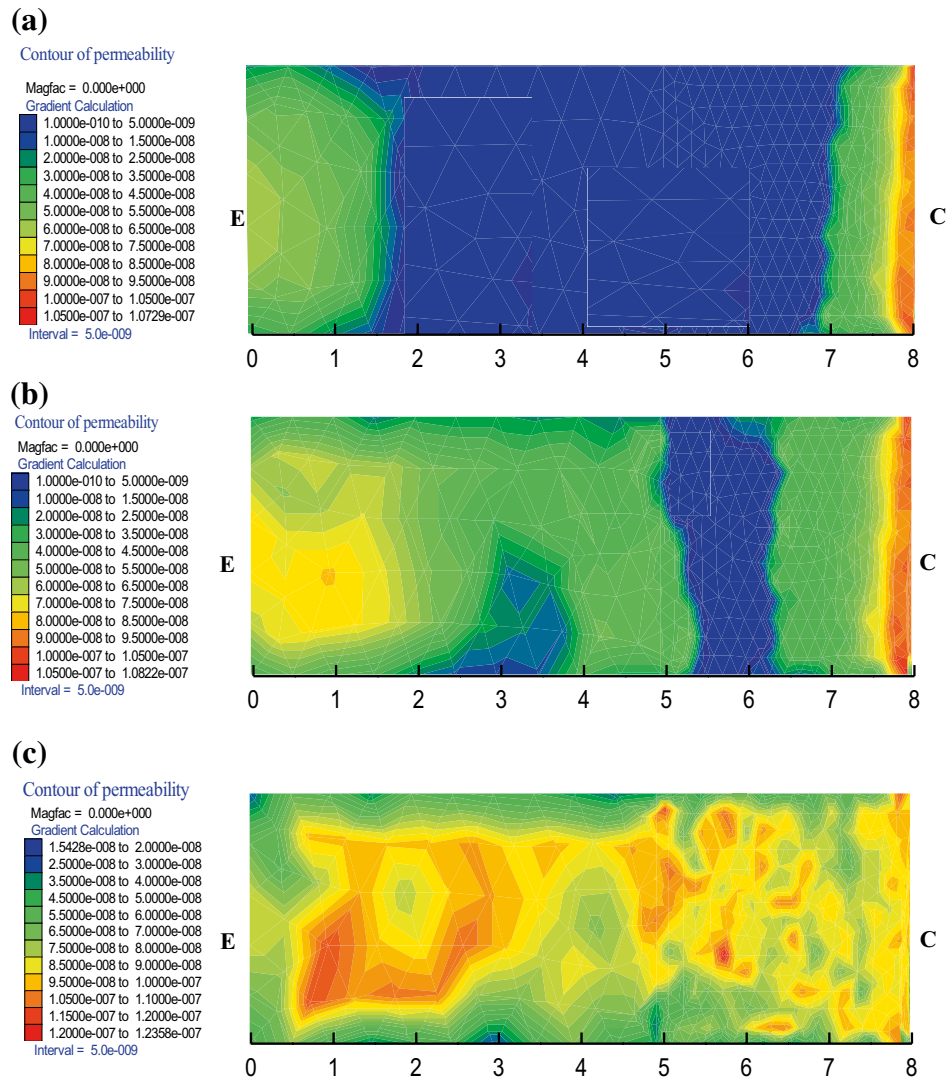 (a)
Contour of permeability
Magfac = 0.000e+000
Gradient Calculation
1.0000e-010 to 5.0000e-009
1.0000e-008 to 1.5000e-008
2.0000e-008 to 2.5000e-008
3.0000e-008 to 3.5000e-008
4.0000e-008 to 4.5000e-008
5.0000e-008 to 5.5000e-008
6.0000e-008 to 6.5000e-008
7.0000e-008 to 7.5000e-008
8.0000e-008 to 8.5000e-008
9.0000e-008 to 9.5000e-008
1.0000e-007 to 1.0500e-007
1.0500e-007 to 1.0729e-007
Interval = 5.0e-009
E
C
0 1 2 3 4 5 6 7 8
(b)
Contour of permeability
Magfac = 0.000e+000
Gradient Calculation
1.0000e-010 to 5.0000e-009
1.0000e-008 to 1.5000e-008
2.0000e-008 to 2.5000e-008
3.0000e-008 to 3.5000e-008
4.0000e-008 to 4.5000e-008
5.0000e-008 to 5.5000e-008
6.0000e-008 to 6.5000e-008
7.0000e-008 to 7.5000e-008
8.0000e-008 to 8.5000e-008
9.0000e-008 to 9.5000e-008
1.0000e-007 to 1.0500e-007
1.0500e-007 to 1.0822e-007
Interval = 5.0e-009
E
C
0 1 2 3 4 5 6 7 8
(c)
Contour of permeability
Magfac = 0.000e+000
Gradient Calculation
1.5428e-008 to 2.0000e-008
2.5000e-008 to 3.0000e-008
3.5000e-008 to 4.0000e-008
4.5000e-008 to 5.0000e-008
5.5000e-008 to 6.0000e-008
6.5000e-008 to 7.0000e-008
7.5000e-008 to 8.0000e-008
8.5000e-008 to 9.0000e-008
9.5000e-008 to 1.0000e-007
1.0500e-007 to 1.1000e-007
1.1500e-007 to 1.2000e-007
1.2000e-007 to 1.2358e-007
Interval = 5.0e-009
E
C
0 1 2 3 4 5 6 7 8